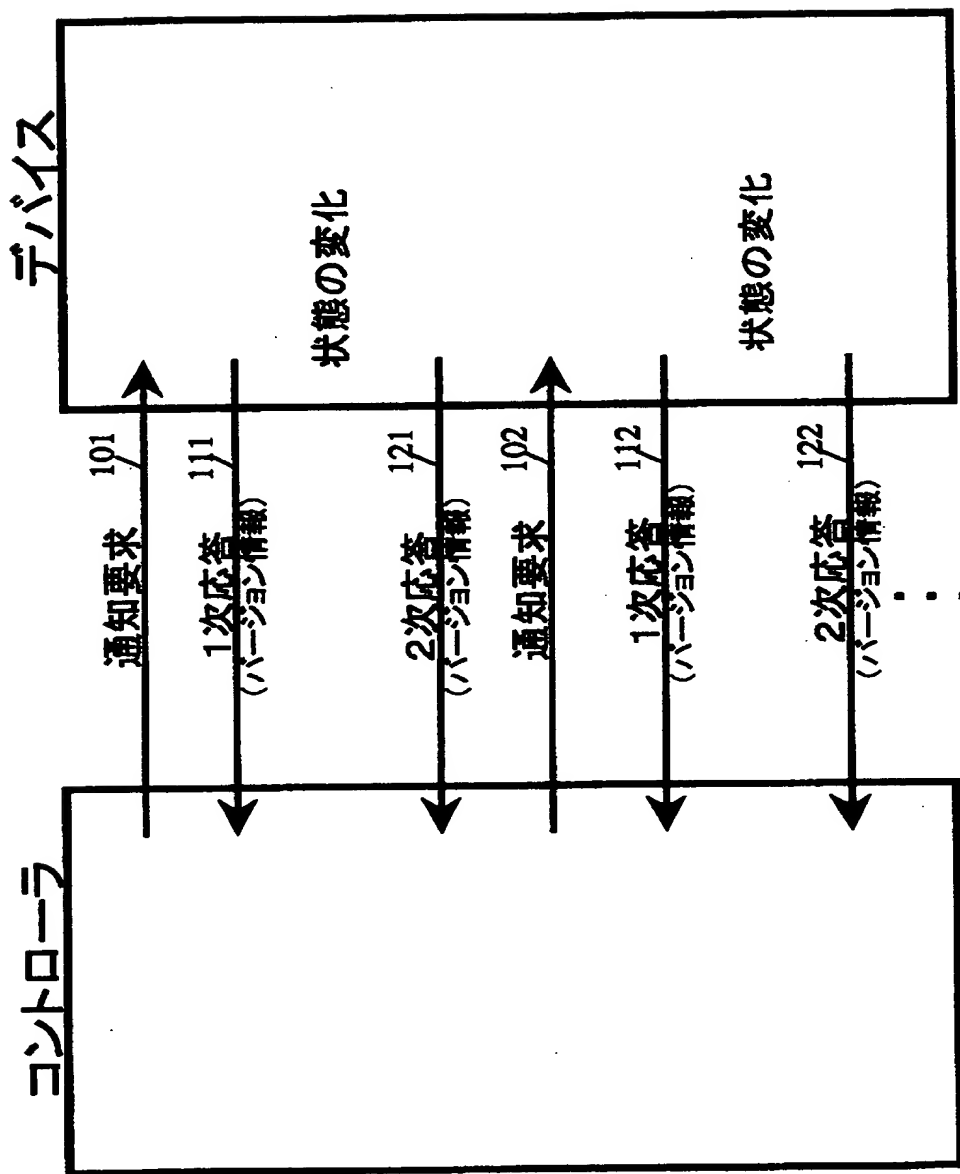 コントローラ
デバイス
通知要求
101
1次応答
(バージョン情報)
111
状態の変化
2次応答
(バージョン情報)
121
通知要求
102
1次応答
(バージョン情報)
112
状態の変化
2次応答
(バージョン情報)
122